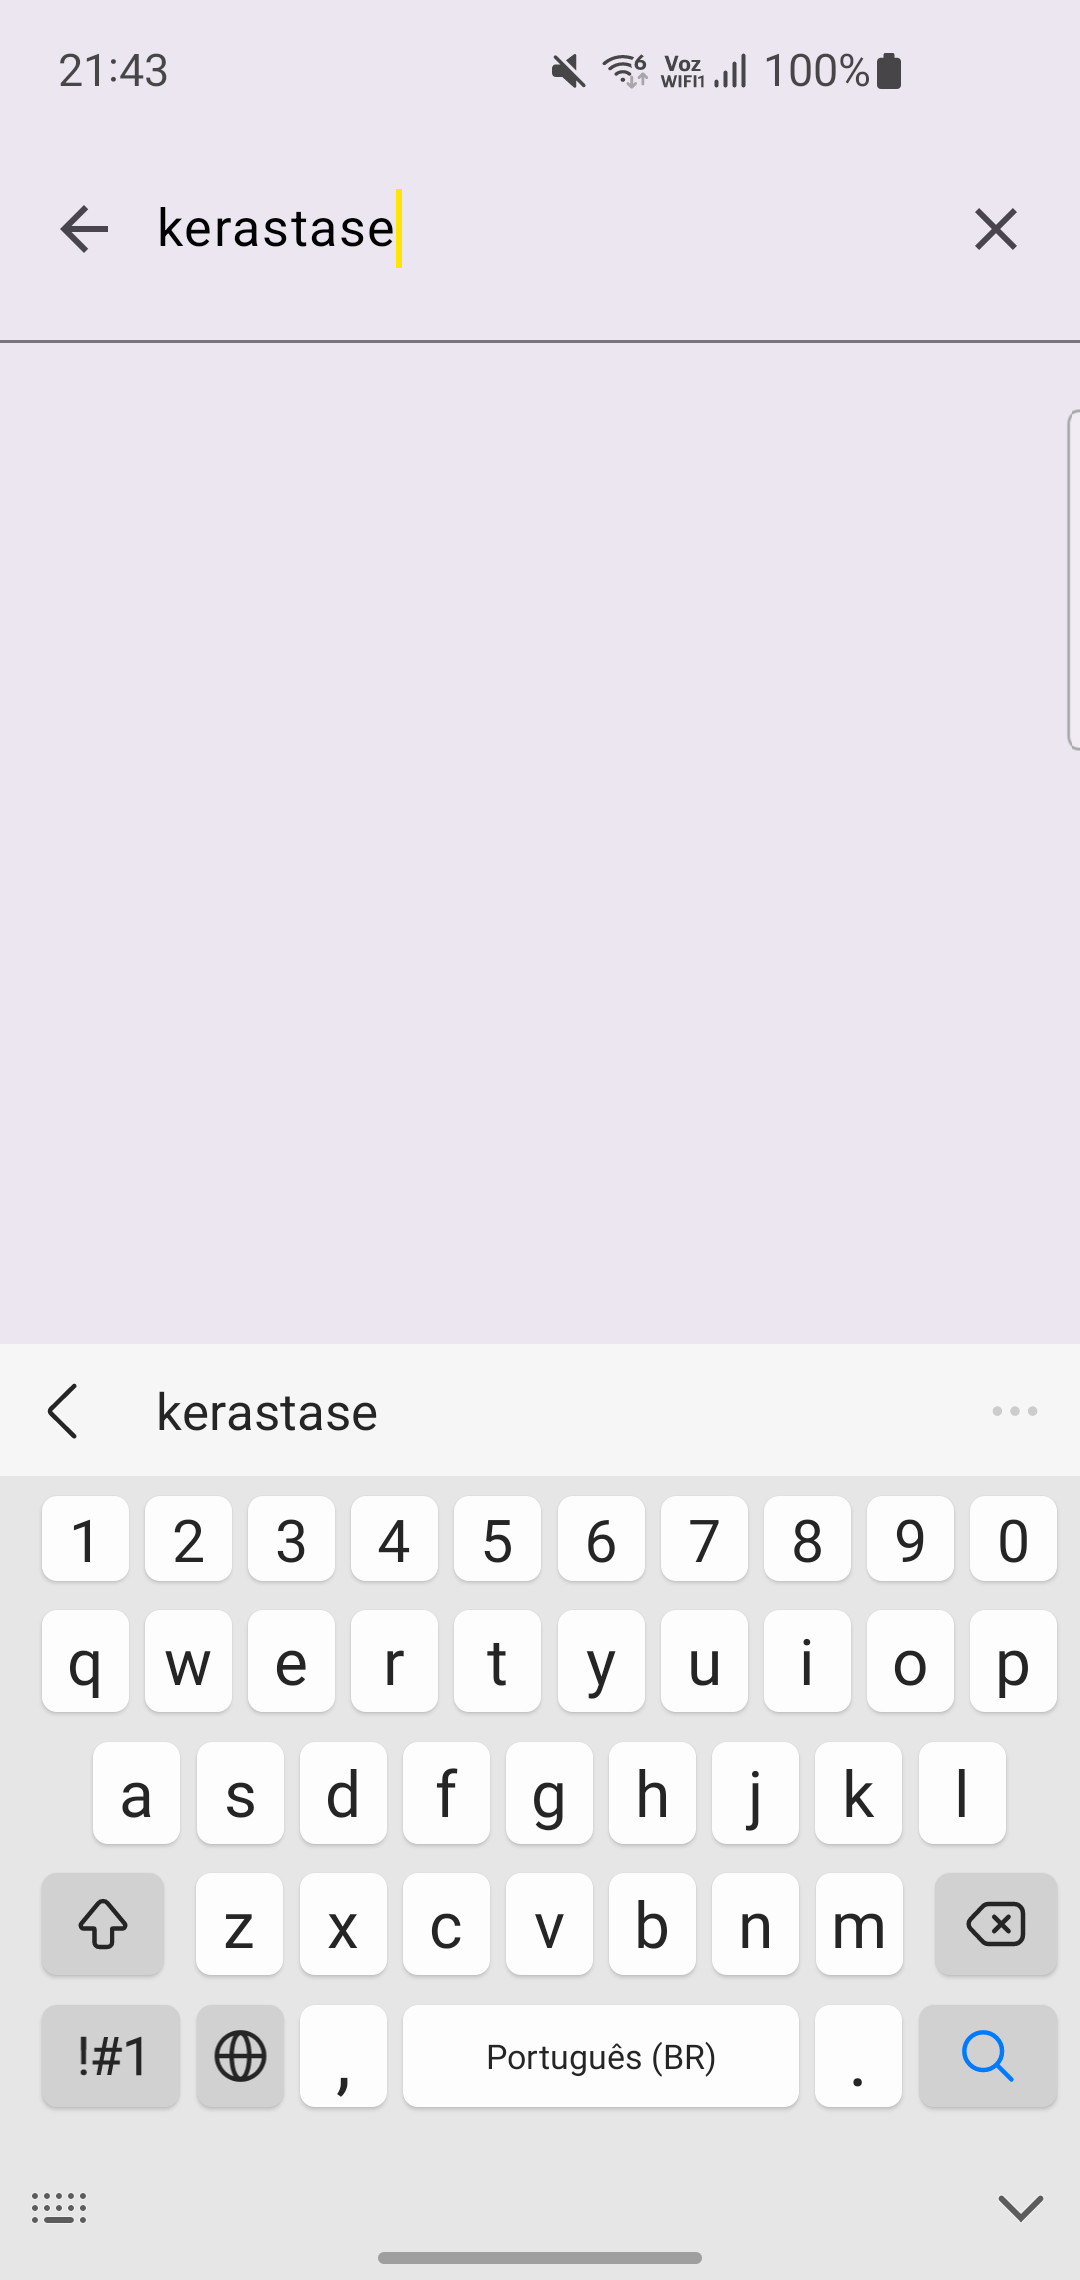 21:43 6 Voz WIFI1 100%
kerastase
kerastase
1 2 3 4 5 6 7 8 9 0
q w e r t y u i o p
a s d f g h j k l
z x c v b n m
!#1 , Português (BR) .